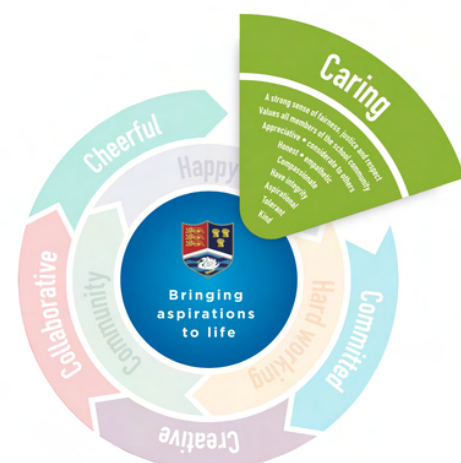 Caring
A strong sense of fairness, justice and respect
Values all members of the school community
Appreciative • considerate to others
Honest • empathetic
Compassionate
Have integrity
Aspirational
Tolerant
Kind
Cheerful
Happy
Collaborative
Community
Bringing
aspirations
to life
Hard working
Committed
Creative